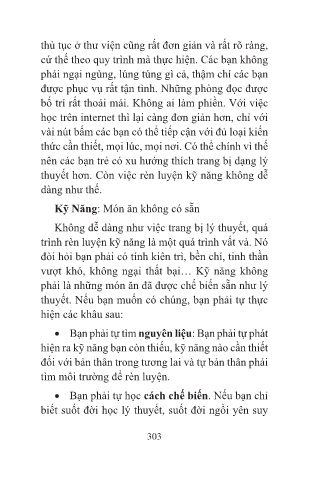 thủ tục ở thư viện cũng rất đơn giản và rất rõ ràng,
cứ thế theo quy trình mà thực hiện. Các bạn không
phải ngại ngùng, lúng túng gì cả, thậm chí các bạn
được phục vụ rất tận tình. Những phòng đọc được
bố trí rất thoải mái. Không ai làm phiền. Với việc
học trên internet thì lại càng đơn giản hơn, chỉ với
vài nút bấm các bạn có thể tiếp cận với đủ loại kiến
thức cần thiết, mọi lúc, mọi nơi. Có thể chính vì thế
nên các bạn trẻ có xu hướng thích trang bị dạng lý
thuyết hơn. Còn việc rèn luyện kỹ năng không dễ
dàng như thế.
Kỹ Năng: Món ăn không có sẵn
Không dễ dàng như việc trang bị lý thuyết, quá
trình rèn luyện kỹ năng là một quá trình vất vả. Nó
đòi hỏi bạn phải có tính kiên trì, bền chí, tinh thần
vượt khó, không ngại thất bại… Kỹ năng không
phải là những món ăn đã được chế biến sẵn như lý
thuyết. Nếu bạn muốn có chúng, bạn phải tự thực
hiện các khâu sau:
• Bạn phải tự tìm nguyên liệu: Bạn phải tự phát
hiện ra kỹ năng bạn còn thiếu, kỹ năng nào cần thiết
đối với bản thân trong tương lai và tự bản thân phải
tìm môi trường để rèn luyện.
• Bạn phải tự học cách chế biến. Nếu bạn chỉ
biết suốt đời học lý thuyết, suốt đời ngồi yên suy
303